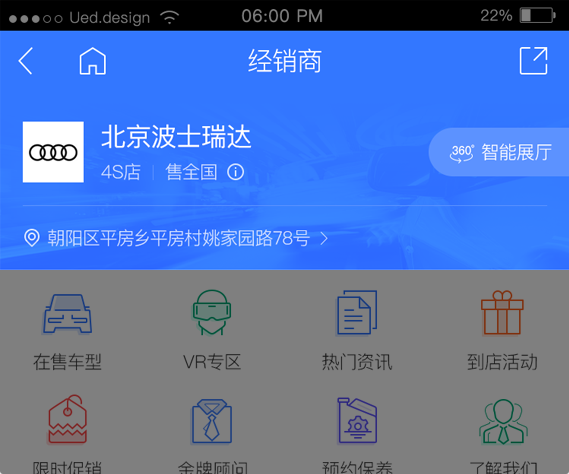 Ued.design 06:00 PM 22%
经销商
北京波士瑞达
4S店 售全国
360° 智能展厅
朝阳区平房乡平房村姚家园路78号
在售车型 VR专区 热门资讯 到店活动
限时促销 金牌顾问 预约保养 了解我们